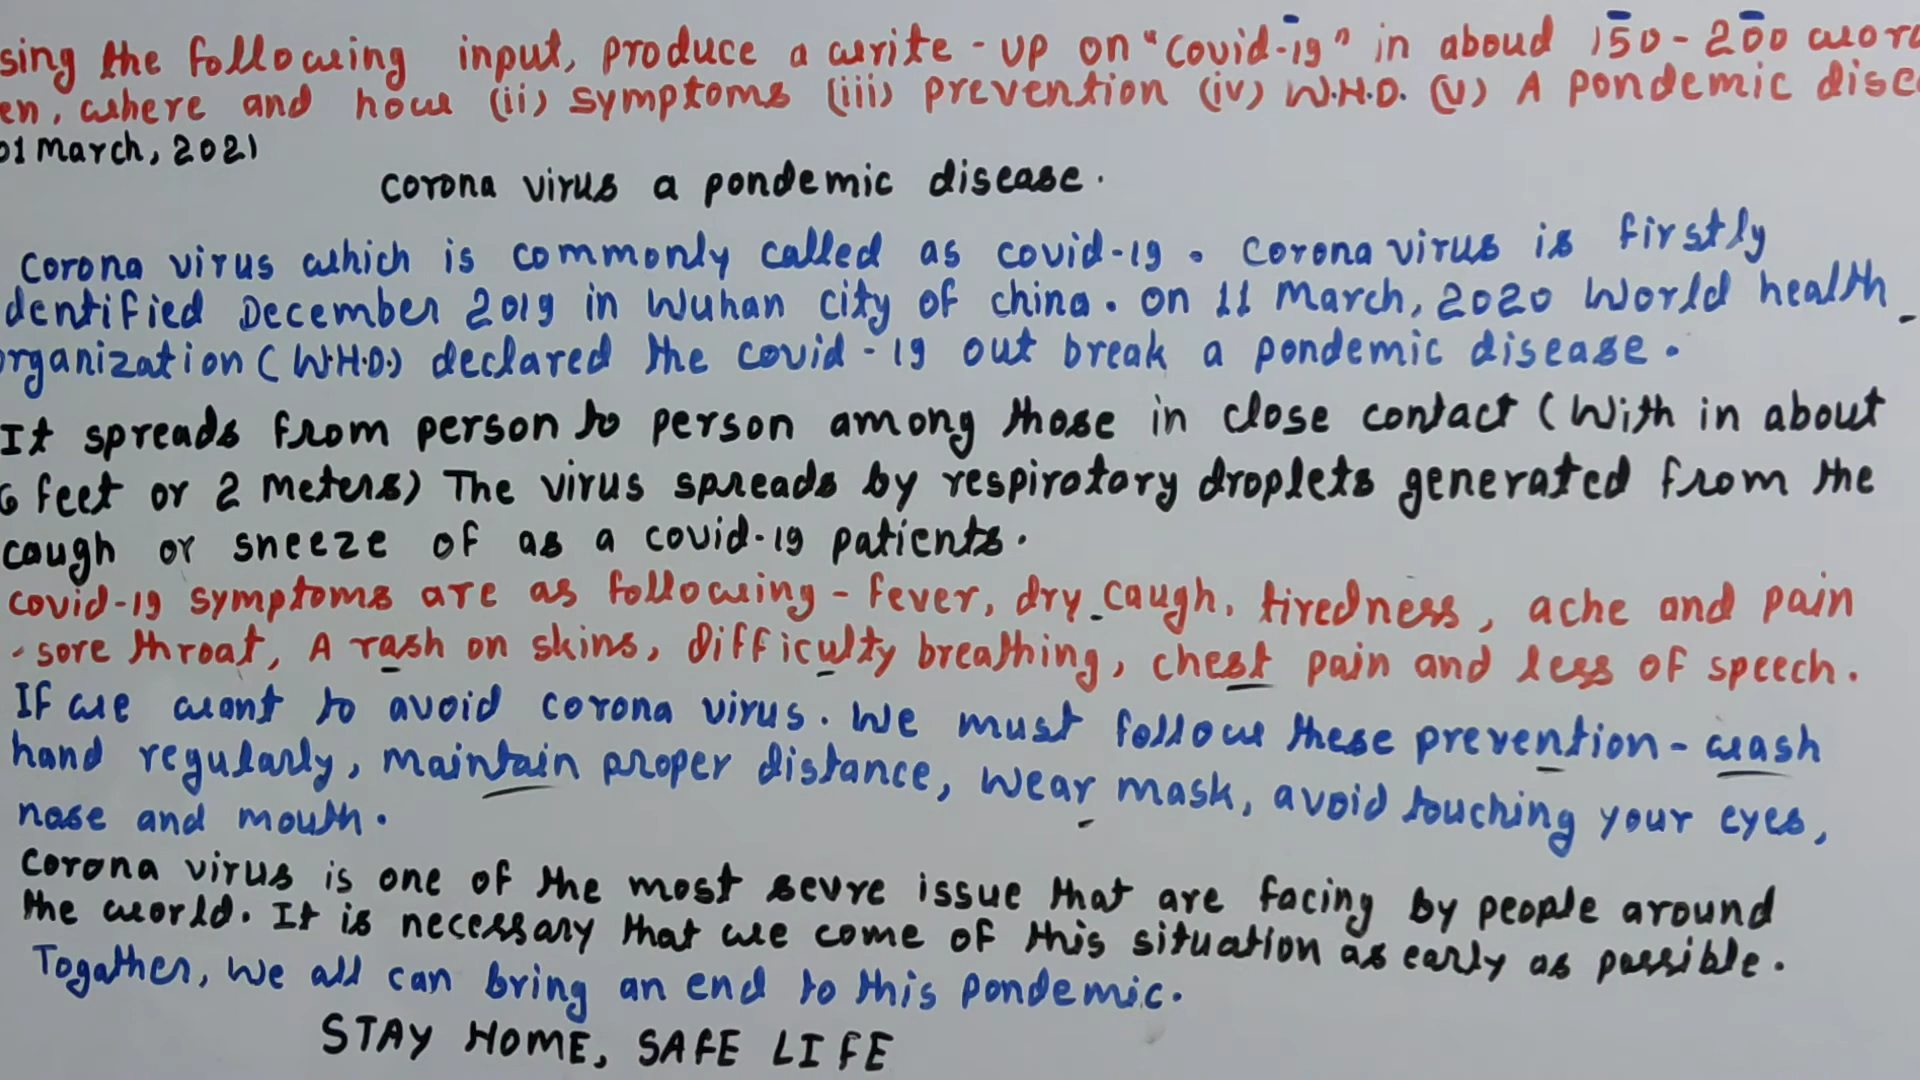 sing the following input, produce a write-up on "covid-19" in aboud 150-200 word
en, where and how (ii) symptoms (iii) prevention (iv) W.H.O. (v) A pondemic dise
01 March, 2021
corona virus a pondemic disease.
corona virus which is commonly called as covid-19. Corona virus is firstly
dentified December 2019 in Wuhan city of china. on 11 March, 2020 World health
organization (W.H.O.) declared the covid-19 out break a pondemic disease.
It spreads from person to person among those in close contact (With in about
6 feet or 2 meters) The virus spreads by respirotory droplets generated from the
caugh or sneeze of as a covid-19 patients.
covid-19 symptoms are as following - fever, dry caugh, tiredness, ache and pain
sore throat, A rash on skins, difficulty breathing, chest pain and less of speech.
If we want to avoid corona virus. We must follow these prevention - wash
hand regularly, maintain proper distance, wear mask, avoid touching your eyes,
nose and mouth.
Corona virus is one of the most sevre issue that are facing by people around
the world. It is necessary that we come of this situation as early as possible.
Togather, we all can bring an end to this pondemic.
STAY HOME, SAFE LIFE